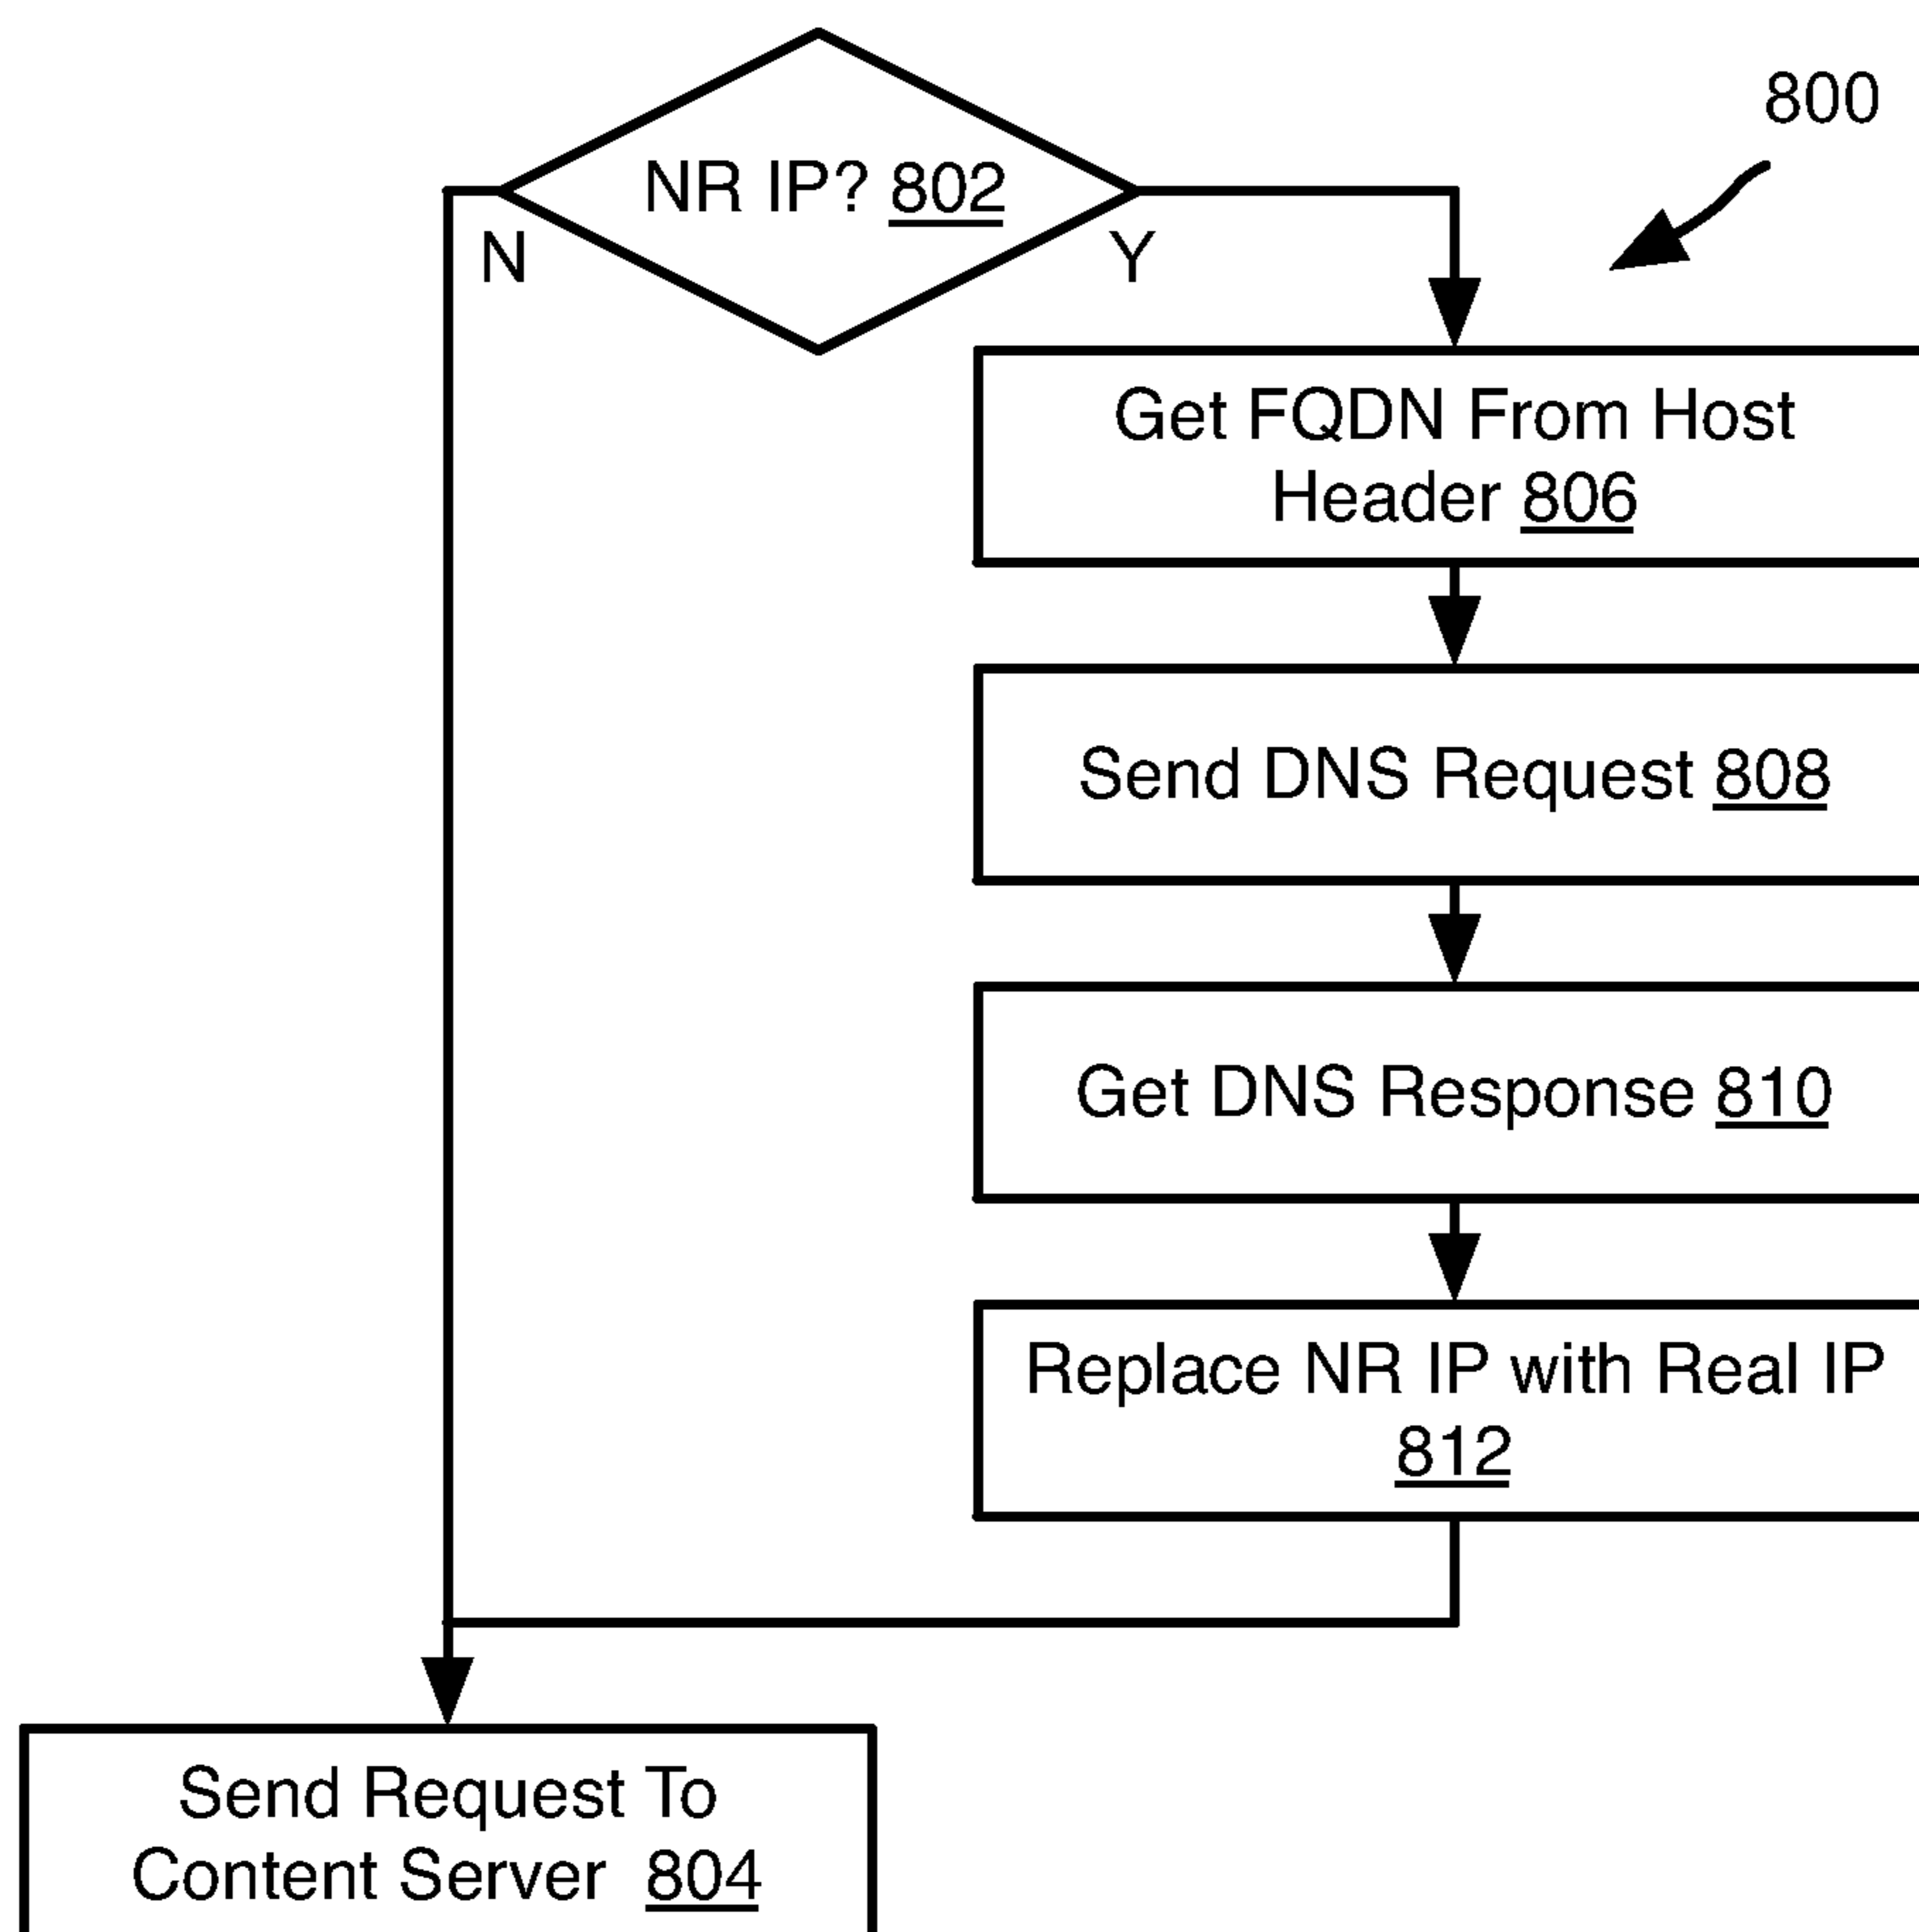 800
NR IP? 802
N
Y
Get FQDN From Host
Header 806
Send DNS Request 808
Get DNS Response 810
Replace NR IP with Real IP
812
Send Request To
Content Server 804